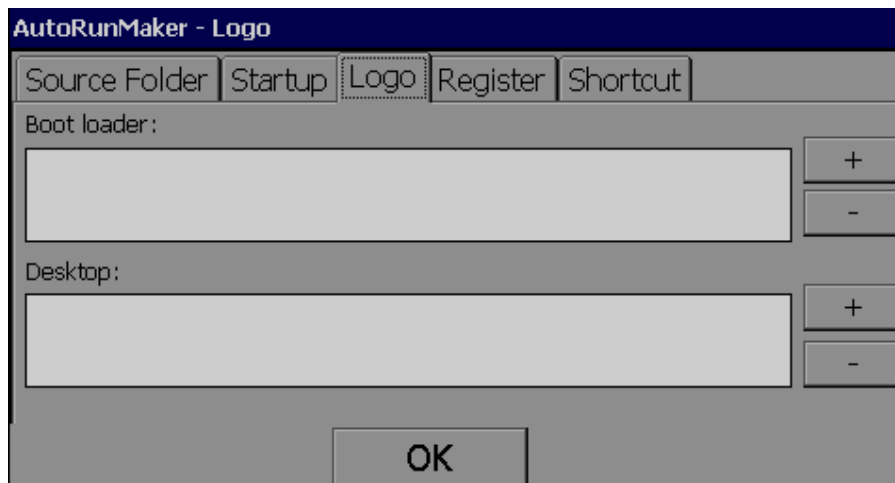 AutoRunMaker - Logo
Source Folder Startup Logo Register Shortcut
Boot loader:
+
-
Desktop:
+
-
OK